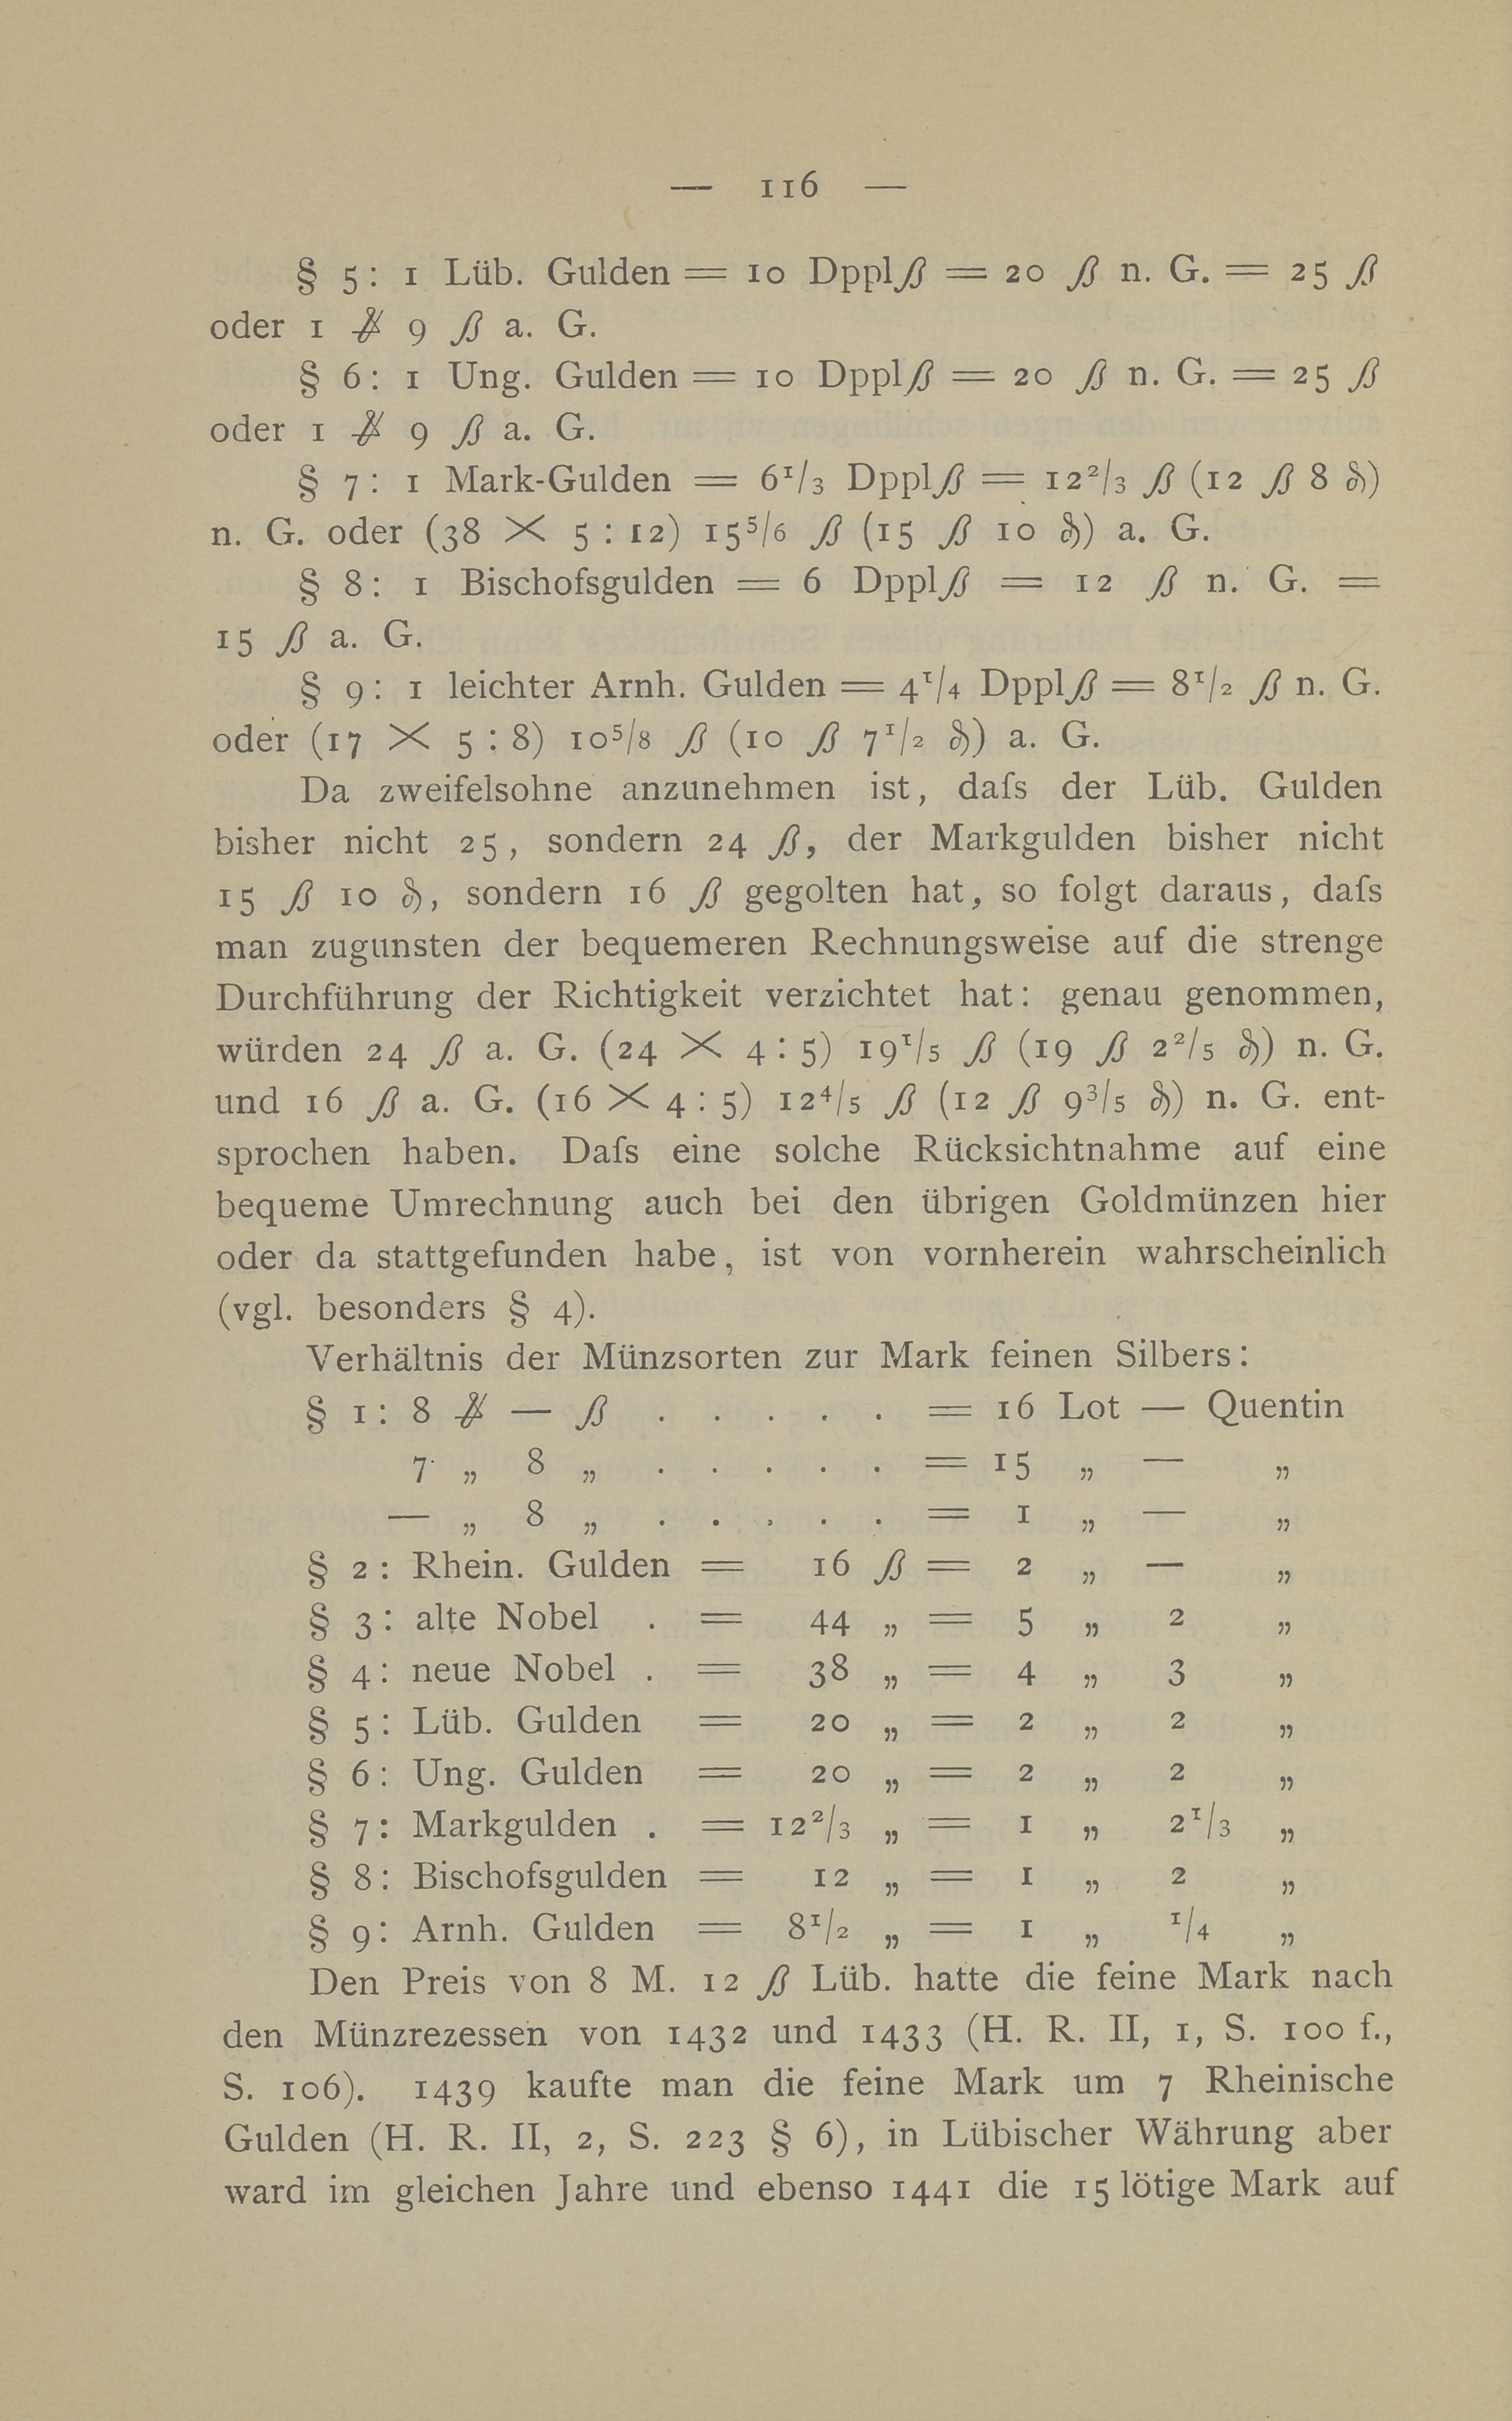 — 116 —
§ 5: 1 Lüb. Gulden = 10 Dpplß = 20 ß n. G. = 25 ß
oder 1 ℳ 9 ß a. G.
§ 6: 1 Ung. Gulden = 10 Dpplß = 20 ß n. G. = 25 ß
oder 1 ℳ 9 ß a. G.
§ 7: 1 Mark-Gulden = 6¹/₃ Dpplß = 12²/₃ ß (12 ß 8 ₰)
n. G. oder (38 × 5 : 12) 15⁵/₆ ß (15 ß 10 ₰) a. G.
§ 8: 1 Bischofsgulden = 6 Dpplß = 12 ß n. G. =
15 ß a. G.
§ 9: 1 leichter Arnh. Gulden = 4¹/₄ Dpplß = 8¹/₂ ß n. G.
oder (17 × 5 : 8) 10⁵/₈ ß (10 ß 7¹/₂ ₰) a. G.
Da zweifelsohne anzunehmen ist, daſs der Lüb. Gulden
bisher nicht 25, sondern 24 ß, der Markgulden bisher nicht
15 ß 10 ₰, sondern 16 ß gegolten hat, so folgt daraus, daſs
man zugunsten der bequemeren Rechnungsweise auf die strenge
Durchführung der Richtigkeit verzichtet hat: genau genommen,
würden 24 ß a. G. (24 × 4 : 5) 19¹/₅ ß (19 ß 2²/₅ ₰) n. G.
und 16 ß a. G. (16 × 4 : 5) 12⁴/₅ ß (12 ß 9³/₅ ₰) n. G. ent-
sprochen haben. Daſs eine solche Rücksichtnahme auf eine
bequeme Umrechnung auch bei den übrigen Goldmünzen hier
oder da stattgefunden habe, ist von vornherein wahrscheinlich
(vgl. besonders § 4).
Verhältnis der Münzsorten zur Mark feinen Silbers:
§ 1: 8 ℳ — ß . . . . . = 16 Lot — Quentin
7 „ 8 „ . . . . . = 15 „ — „
— „ 8 „ . . . . . = 1 „ — „
§ 2: Rhein. Gulden = 16 ß = 2 „ — „
§ 3: alte Nobel . = 44 „ = 5 „ 2 „
§ 4: neue Nobel . = 38 „ = 4 „ 3 „
§ 5: Lüb. Gulden = 20 „ = 2 „ 2 „
§ 6: Ung. Gulden = 20 „ = 2 „ 2 „
§ 7: Markgulden . = 12²/₃ „ = 1 „ 2¹/₃ „
§ 8: Bischofsgulden = 12 „ = 1 „ 2 „
§ 9: Arnh. Gulden = 8¹/₂ „ = 1 „ ¹/₄ „
Den Preis von 8 M. 12 ß Lüb. hatte die feine Mark nach
den Münzrezessen von 1432 und 1433 (H. R. II, 1, S. 100 f.,
S. 106). 1439 kaufte man die feine Mark um 7 Rheinische
Gulden (H. R. II, 2, S. 223 § 6), in Lübischer Währung aber
ward im gleichen Jahre und ebenso 1441 die 15 lötige Mark auf